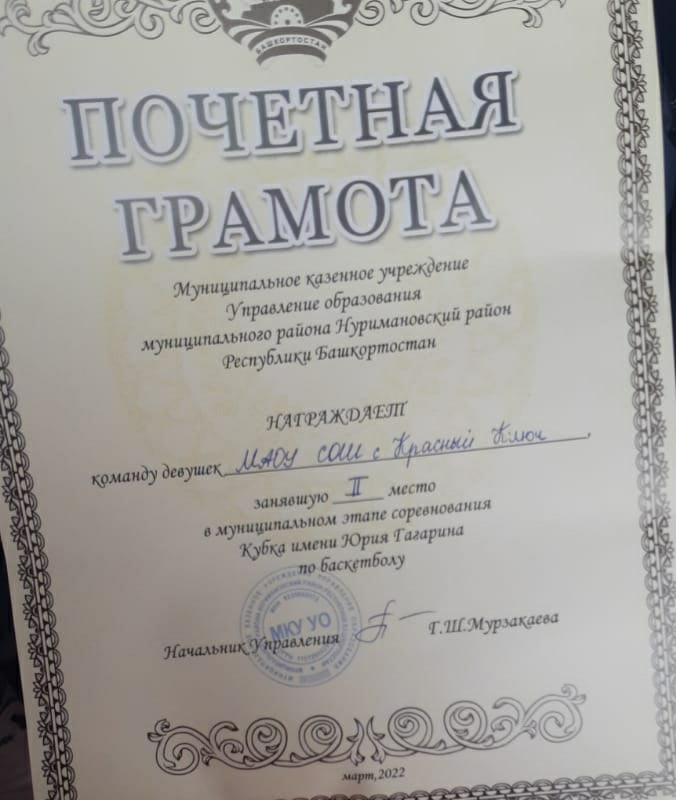 БАШКОРТОСТАН
ПОЧЕТНАЯ
ГРАМОТА
Муниципальное казенное учреждение
Управление образования
муниципального района Нуримановский район
Республики Башкортостан
НАГРАЖДАЕТ
команду девушек МАОУ СОШ с Красный Ключ,
занявшую II место
в муниципальном этапе соревнования
Кубка имени Юрия Гагарина
по баскетболу
МКУ УО
Начальник Управления Г.Ш.Мурзакаева
март,2022